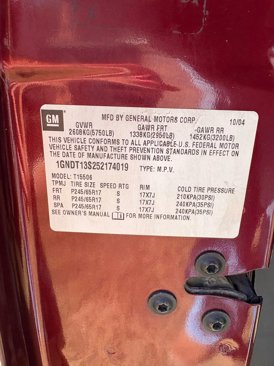 GM
MFD BY GENERAL MOTORS CORP 10/04
GVWR GAWR FRT -GAWR RR
2608KG(5750LB) 1338KG(2950LB) 1452KG(3200LB)
THIS VEHICLE CONFORMS TO ALL APPLICABLE U.S. FEDERAL MOTOR
VEHICLE SAFETY AND THEFT PREVENTION STANDARDS IN EFFECT ON
THE DATE OF MANUFACTURE SHOWN ABOVE.
1GNDT13S252174019 TYPE: M.P.V.
MODEL: T15506
TPMJ TIRE SIZE SPEED RTG RIM COLD TIRE PRESSURE
FRT P245/65R17 S 17X7J 210KPA(30PSI)
RR P245/65R17 S 17X7J 240KPA(35PSI)
SPA P245/65R17 S 17X7J 240KPA(35PSI)
SEE OWNER'S MANUAL FOR MORE INFORMATION.